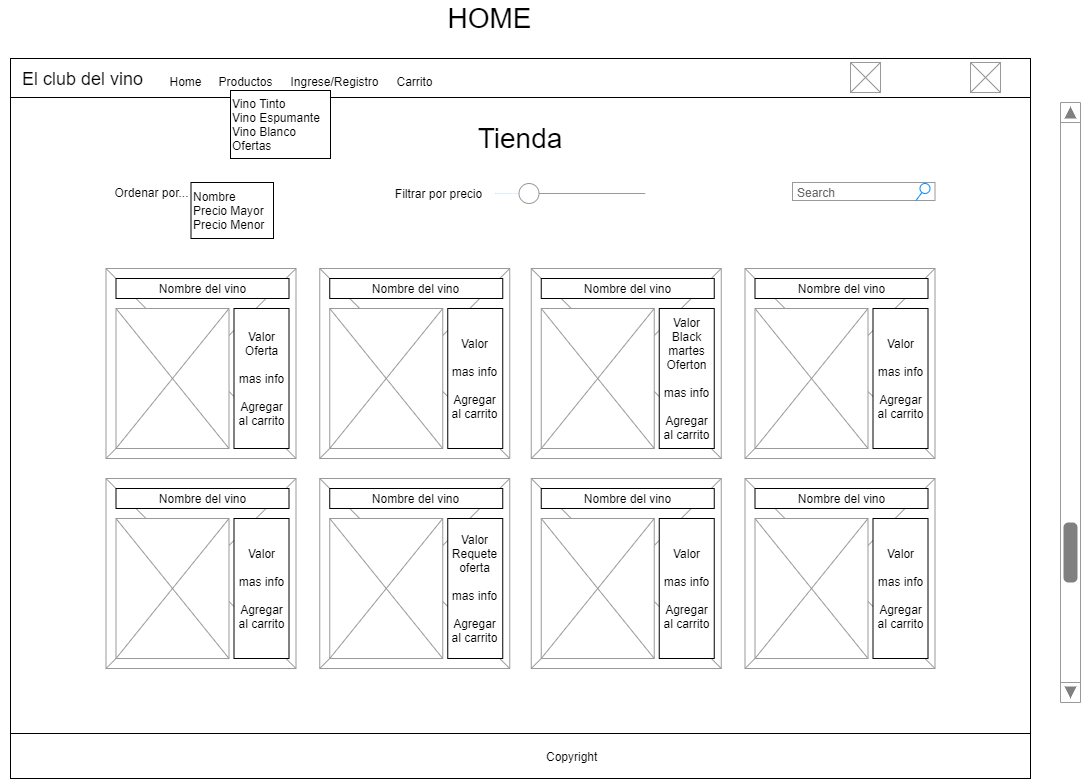 HOME
El club del vino
Home
Productos
Ingrese/Registro
Carrito
Vino Tinto
Vino Espumante
Vino Blanco
Ofertas
Tienda
Ordenar por...
Nombre
Precio Mayor
Precio Menor
Filtrar por precio
Search
Nombre del vino
Valor
Oferta
mas info
Agregar
al carrito
Nombre del vino
Valor
mas info
Agregar
al carrito
Nombre del vino
Valor
Black
martes
Oferton
mas info
Agregar
al carrito
Nombre del vino
Valor
mas info
Agregar
al carrito
Nombre del vino
Valor
mas info
Agregar
al carrito
Nombre del vino
Valor
Requete
oferta
mas info
Agregar
al carrito
Nombre del vino
Valor
mas info
Agregar
al carrito
Nombre del vino
Valor
mas info
Agregar
al carrito
Copyright